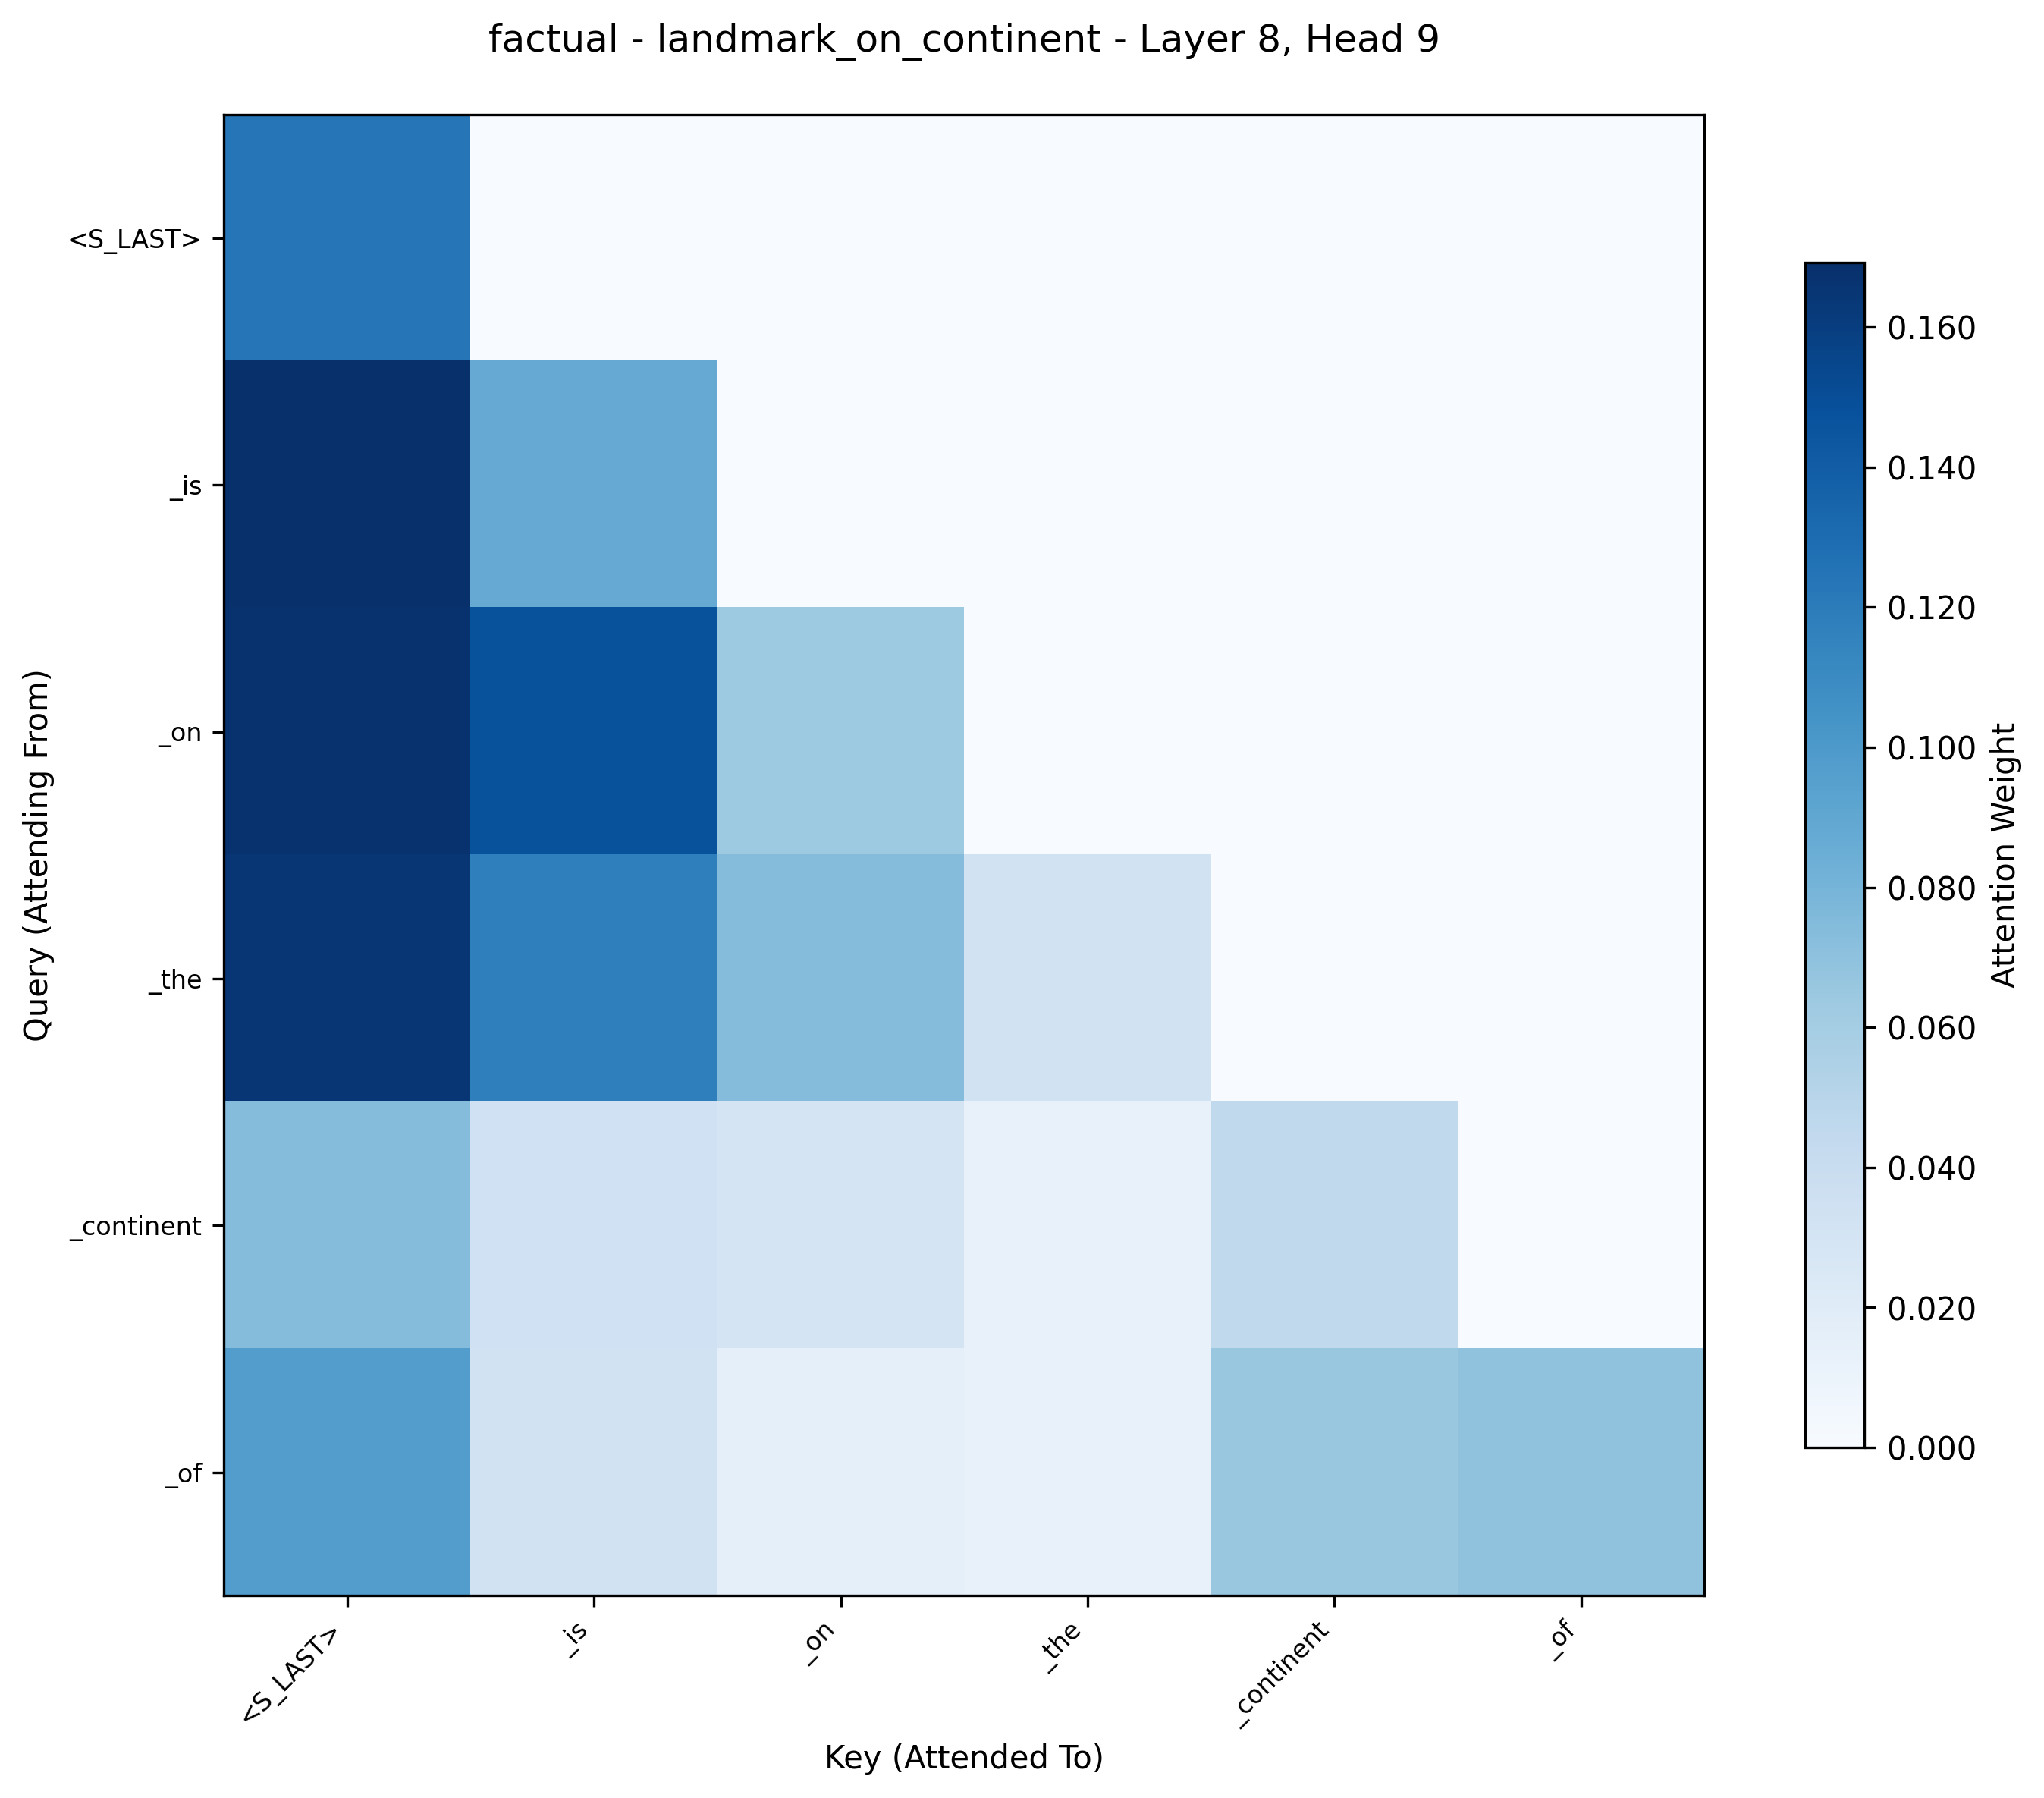 factual - landmark_on_continent - Layer 8, Head 9
Query (Attending From)
<S_LAST>
_is
_on
_the
_continent
_of
<S_LAST>
_is
_on
_the
_continent
_of
Key (Attended To)
0.160
0.140
0.120
0.100
0.080
0.060
0.040
0.020
0.000
Attention Weight